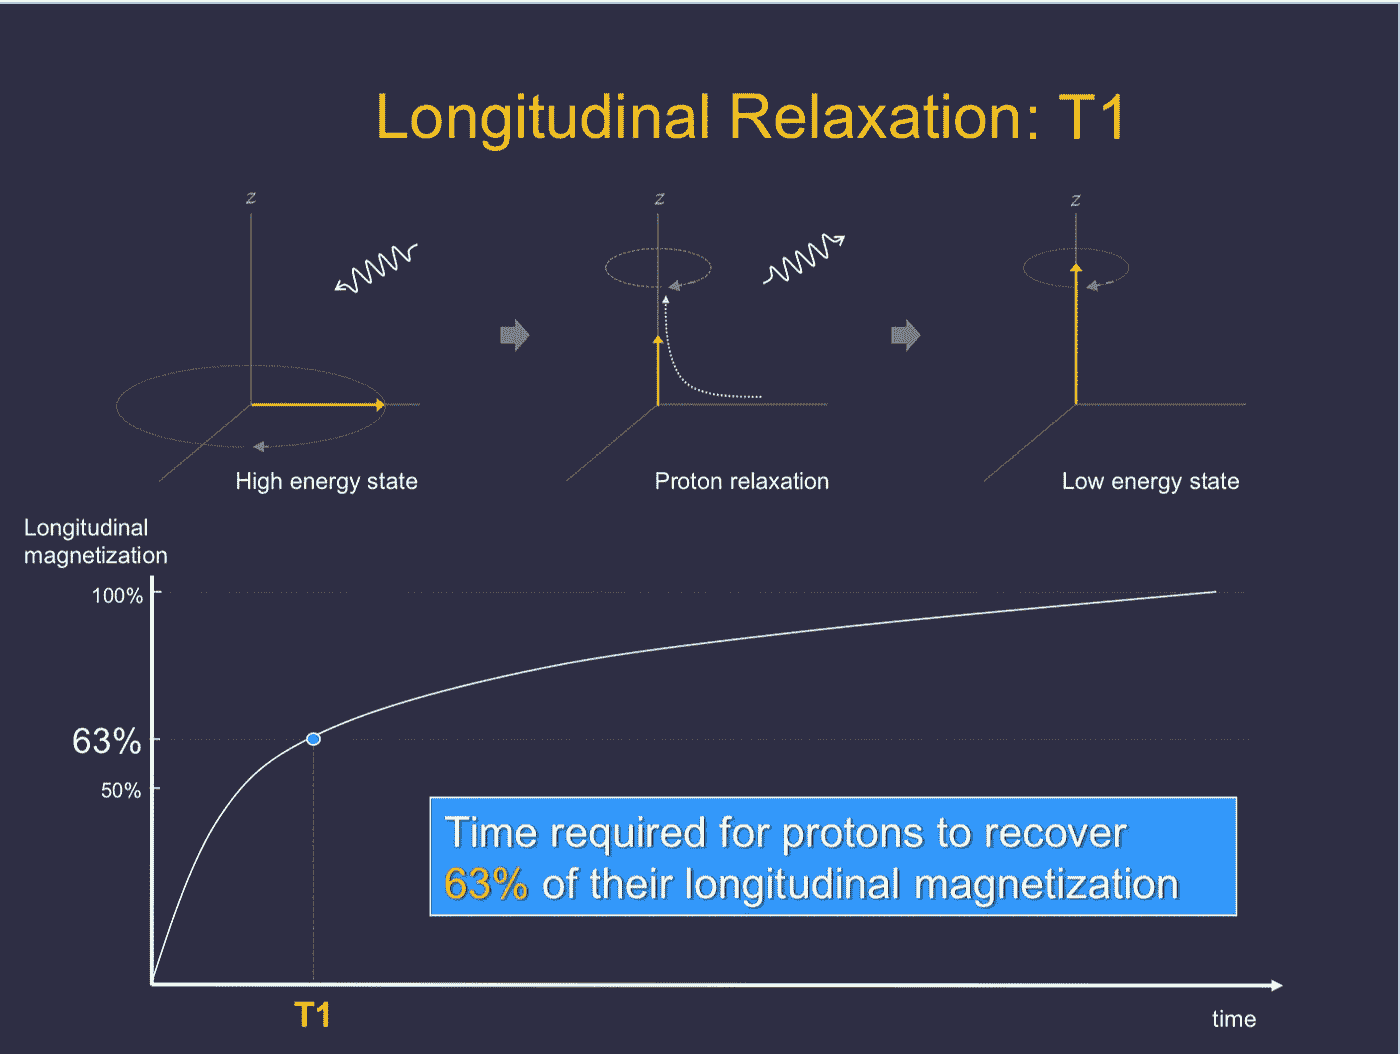 Longitudinal Relaxation: T1
z
z
z
High energy state
Proton relaxation
Low energy state
Longitudinal
magnetization
100%
63%
50%
Time required for protons to recover
63% of their longitudinal magnetization
T1
time